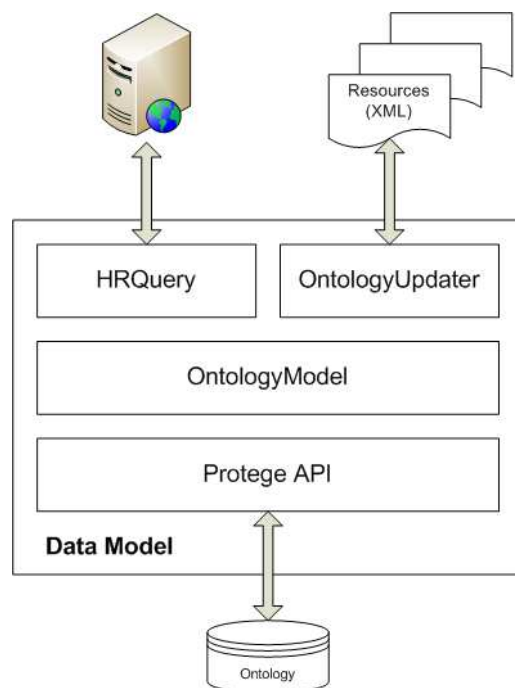 Resources
(XML)
HRQuery
OntologyUpdater
OntologyModel
Protege API
Data Model
Ontology